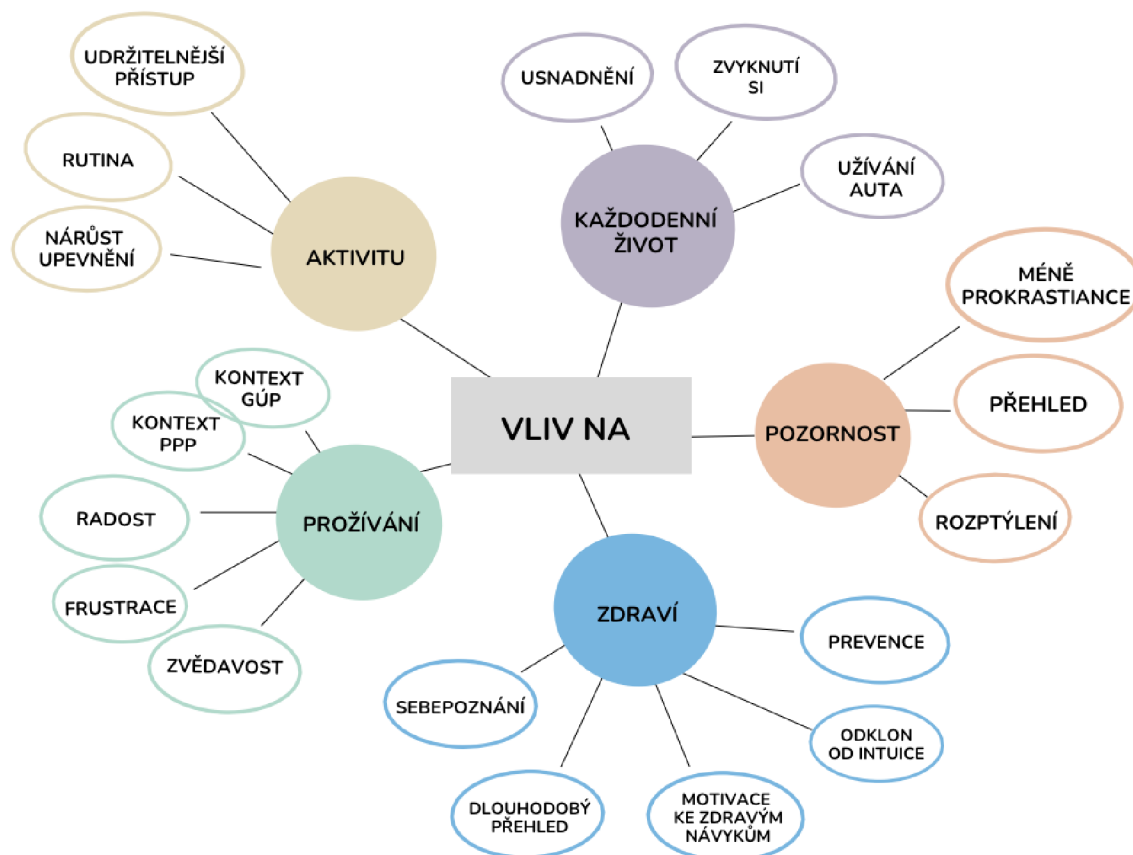 UDRŽITELNĚJŠÍ
PŘÍSTUP
RUTINA
NÁRŮST
UPEVNĚNÍ
AKTIVITU
USNADNĚNÍ
ZVYKNUTÍ
SI
UŽÍVÁNÍ
AUTA
KAŽDODENNÍ
ŽIVOT
MÉNĚ
PROKRASTIANCE
PŘEHLED
ROZPTÝLENÍ
POZORNOST
VLIV NA
KONTEXT
GÚP
KONTEXT
PPP
RADOST
FRUSTRACE
ZVĚDAVOST
PROŽÍVÁNÍ
ZDRAVÍ
PREVENCE
SEBEPOZNÁNÍ
ODKLON
OD INTUICE
DLOUHODOBÝ
PŘEHLED
MOTIVACE
KE ZDRAVÝM
NÁVYKŮM